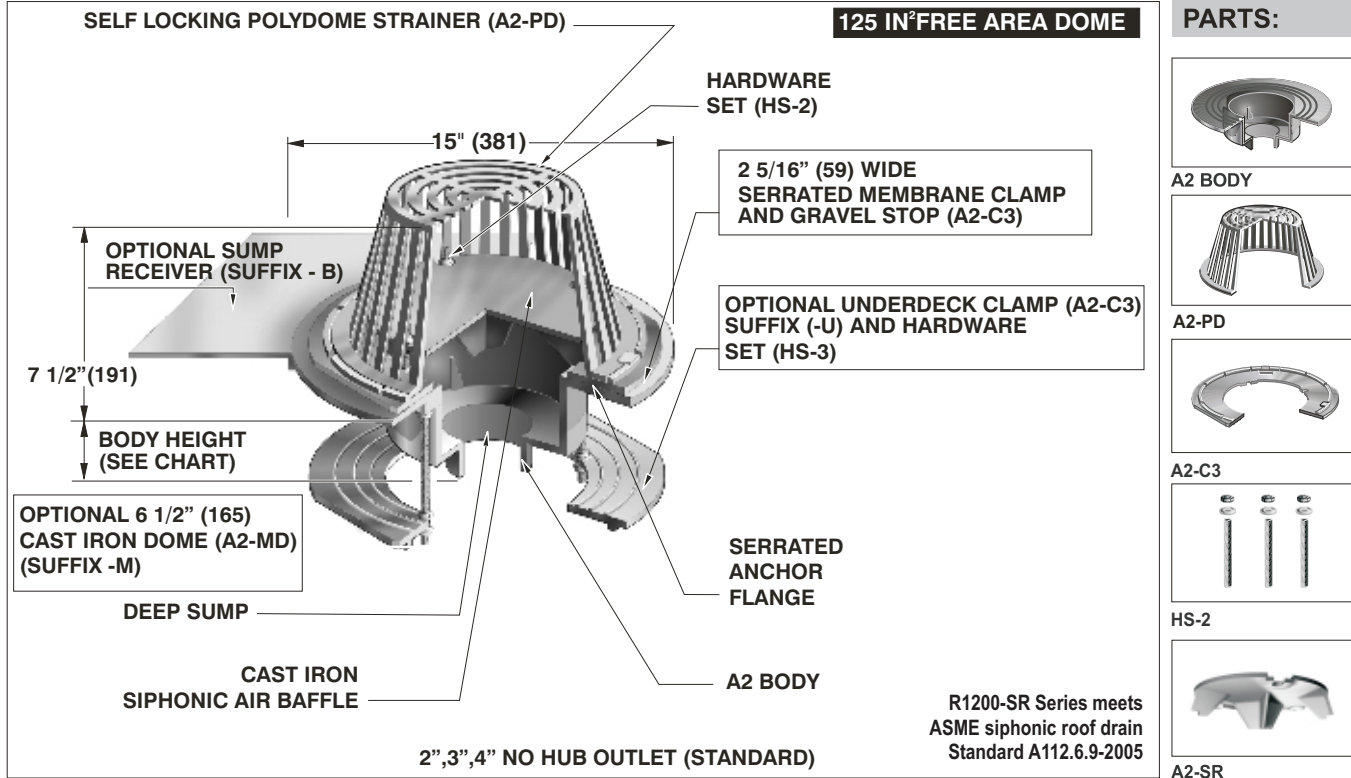 SELF LOCKING POLYDOME STRAINER (A2-PD)
125 IN²FREE AREA DOME
HARDWARE
SET (HS-2)
15" (381)
2 5/16” (59) WIDE
SERRATED MEMBRANE CLAMP
AND GRAVEL STOP (A2-C3)
OPTIONAL SUMP
RECEIVER (SUFFIX - B)
OPTIONAL UNDERDECK CLAMP (A2-C3)
SUFFIX (-U) AND HARDWARE
SET (HS-3)
7 1/2”(191)
BODY HEIGHT
(SEE CHART)
OPTIONAL 6 1/2” (165)
CAST IRON DOME (A2-MD)
(SUFFIX -M)
SERRATED
ANCHOR
FLANGE
DEEP SUMP
CAST IRON
SIPHONIC AIR BAFFLE
A2 BODY
R1200-SR Series meets
ASME siphonic roof drain
Standard A112.6.9-2005
2”,3”,4” NO HUB OUTLET (STANDARD)
PARTS:
A2 BODY
A2-PD
A2-C3
HS-2
A2-SR